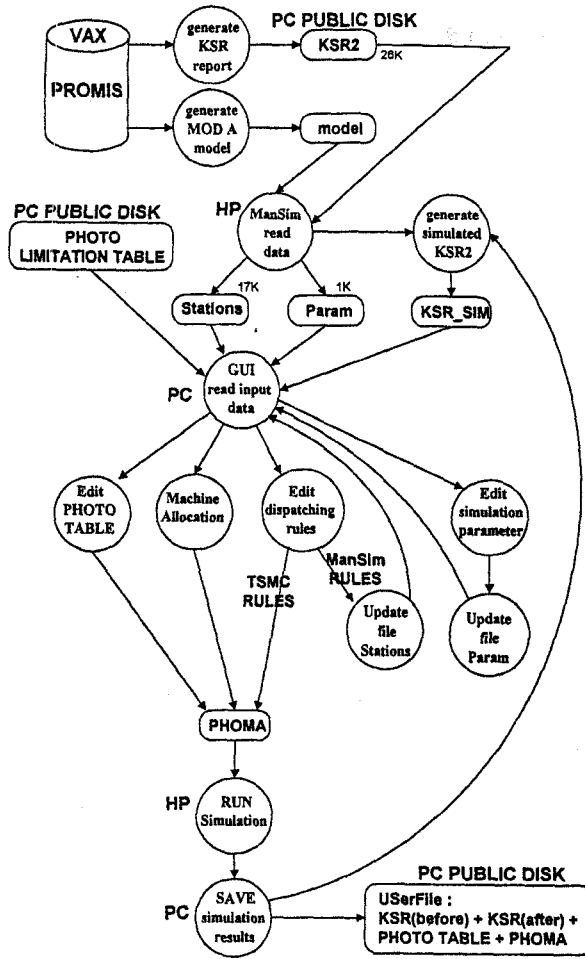 VAX
PROMIS
generate
KSR
report
PC PUBLIC DISK
KSR2
26K
generate
MOD A
model
model
HP
ManSim
read
data
generate
simulated
KSR2
PC PUBLIC DISK
PHOTO
LIMITATION TABLE
Stations
17K
Param
1K
KSR_SIM
PC
GUI
read input
data
Edit
PHOTO
TABLE
Machine
Allocation
Edit
dispatching
rules
Edit
simulation
parameter
TSMC
RULES
ManSim
RULES
Update
file
Stations
Update
file
Param
PHOMA
HP
RUN
Simulation
PC
SAVE
simulation
results
PC PUBLIC DISK
USerFile :
KSR(before) + KSR(after) +
PHOTO TABLE + PHOMA